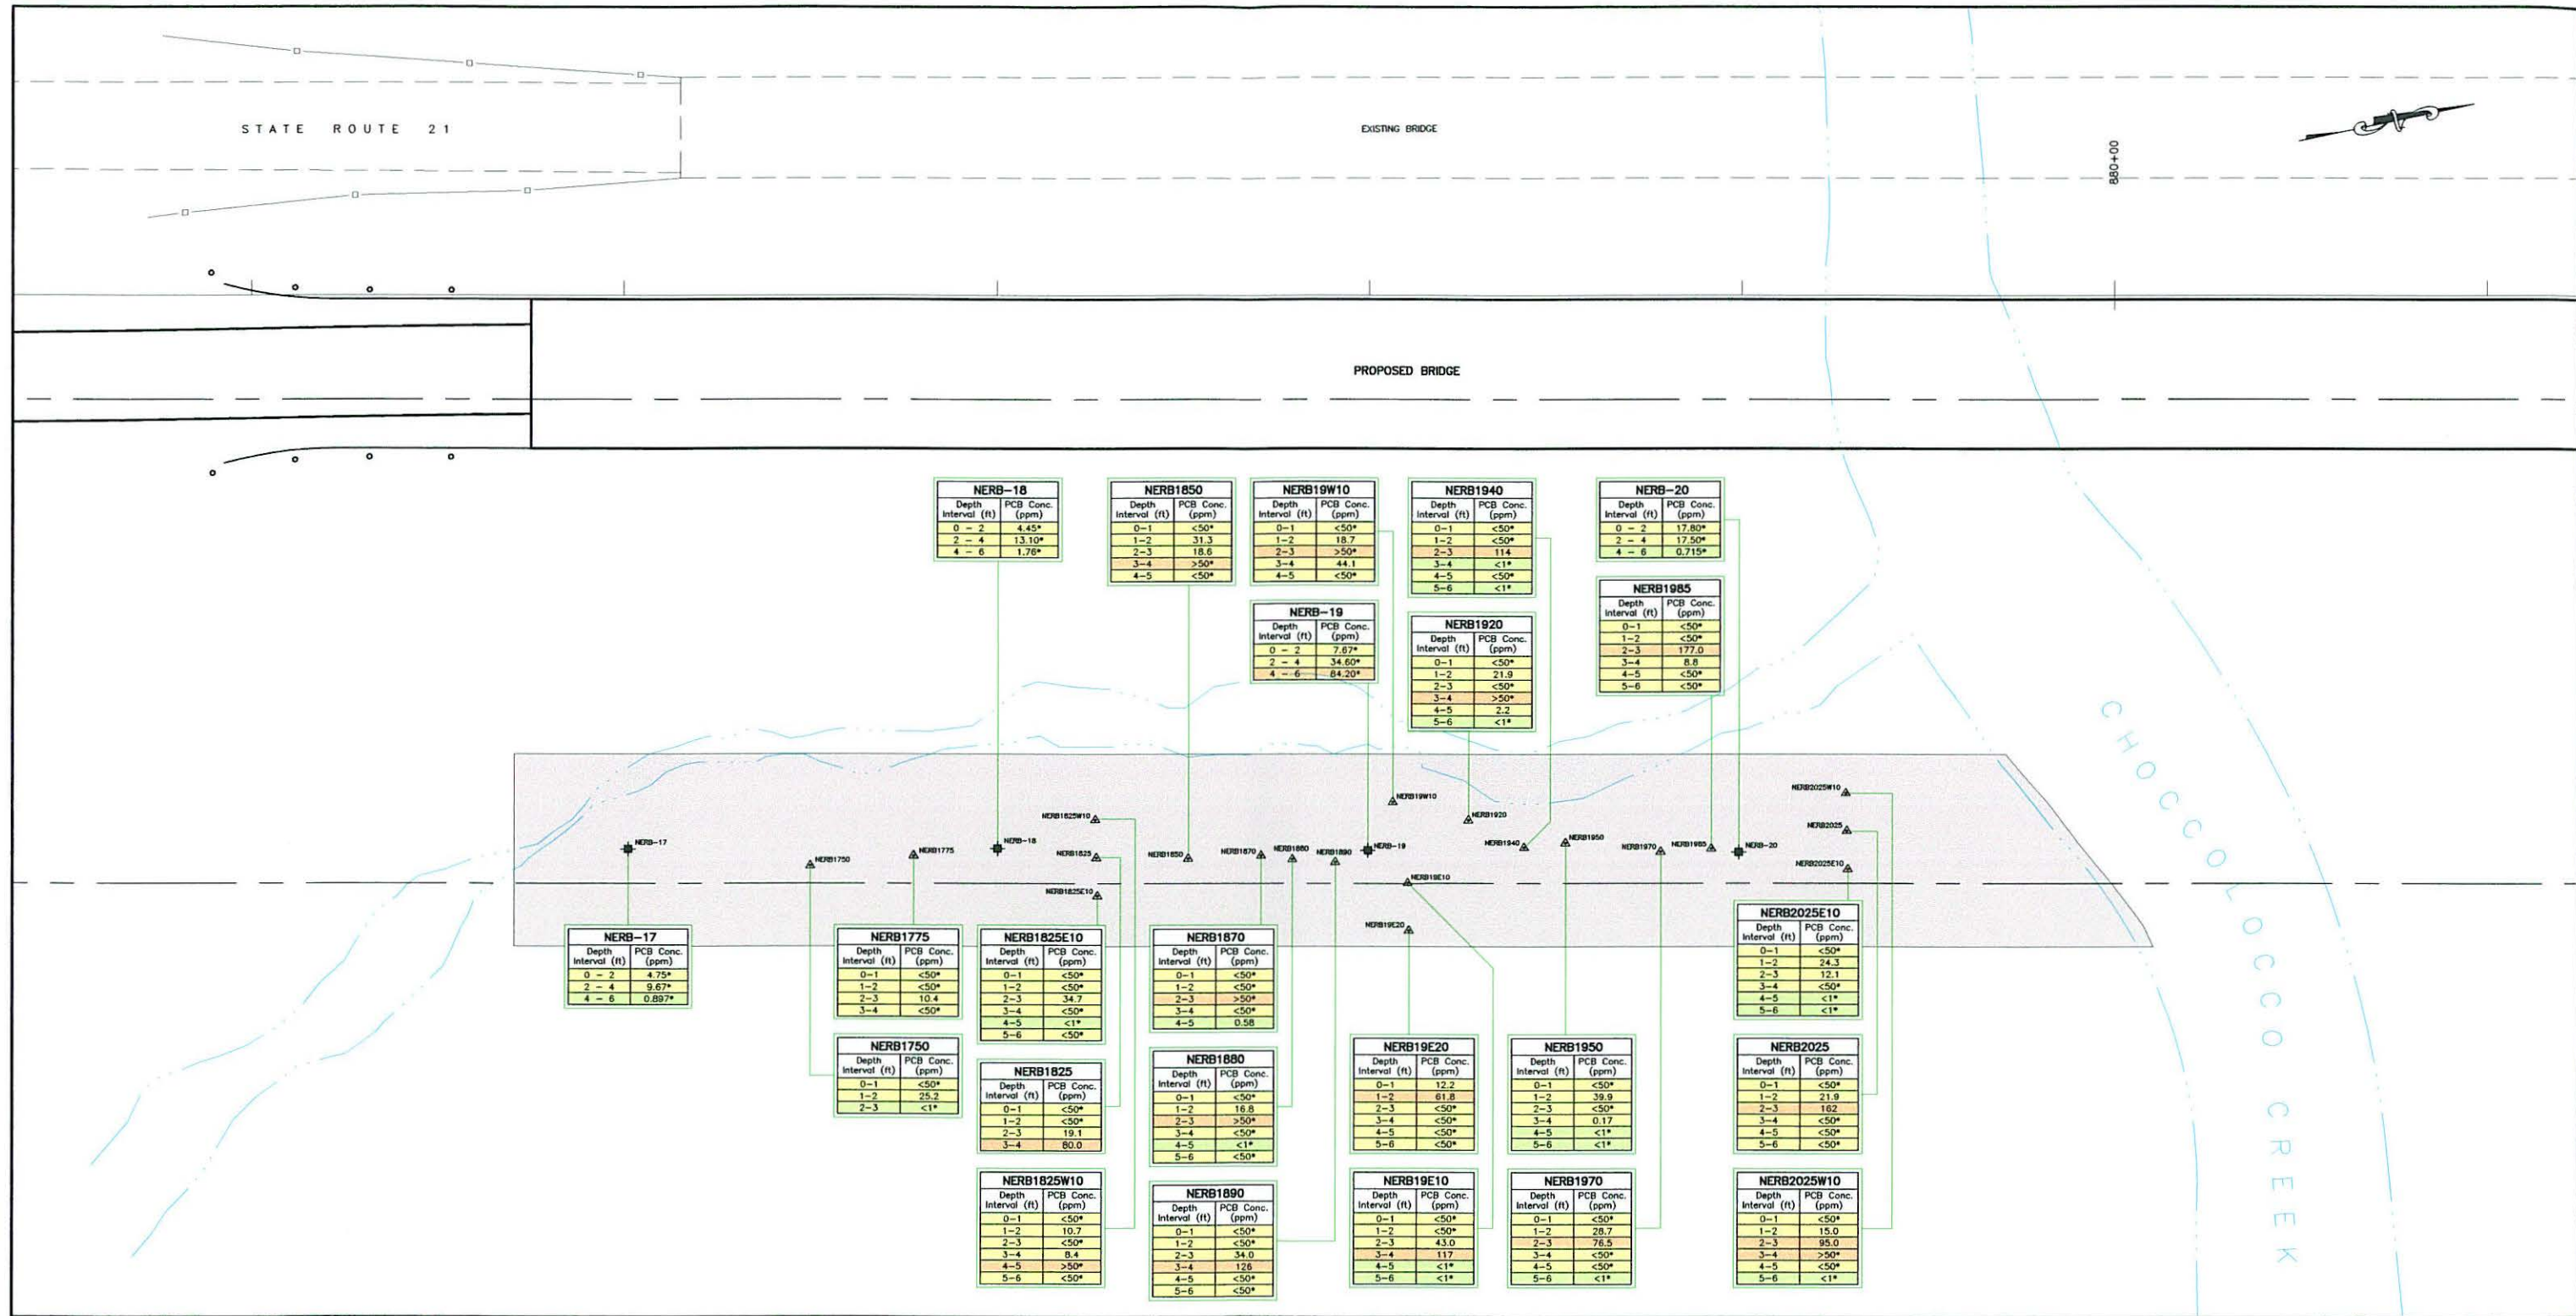 STATE ROUTE 21
EXISTING BRIDGE
880+00
PROPOSED BRIDGE
NERB-18
Depth Interval (ft) PCB Conc. (ppm)
0 - 2 4.45*
2 - 4 13.10*
4 - 6 1.76*
NERB1850
Depth Interval (ft) PCB Conc. (ppm)
0-1 <50*
1-2 31.3
2-3 18.6
3-4 >50*
4-5 <50*
NERB19W10
Depth Interval (ft) PCB Conc. (ppm)
0-1 <50*
1-2 18.7
2-3 >50*
3-4 44.1
4-5 <50*
NERB1940
Depth Interval (ft) PCB Conc. (ppm)
0-1 <50*
1-2 <50*
2-3 114
3-4 <1*
4-5 <50*
5-6 <1*
NERB-20
Depth Interval (ft) PCB Conc. (ppm)
0 - 2 17.80*
2 - 4 17.50*
4 - 6 0.715*
NERB-19
Depth Interval (ft) PCB Conc. (ppm)
0 - 2 7.67*
2 - 4 34.60*
4 - 6 84.20*
NERB1920
Depth Interval (ft) PCB Conc. (ppm)
0-1 <50*
1-2 21.9
2-3 <50*
3-4 >50*
4-5 2.2
5-6 <1*
NERB1985
Depth Interval (ft) PCB Conc. (ppm)
0-1 <50*
1-2 <50*
2-3 177.0
3-4 8.8
4-5 <50*
5-6 <50*
CHOCCOLOCCO CREEK
NERB-17
NERB1750
NERB1775
NERB-18
NERB1825W10
NERB1825
NERB1825E10
NERB1850
NERB1870
NERB1880
NERB1890
NERB-19
NERB19W10
NERB19E10
NERB19E20
NERB1920
NERB1940
NERB1950
NERB1970
NERB1985
NERB-20
NERB2025W10
NERB2025
NERB2025E10
NERB-17
Depth Interval (ft) PCB Conc. (ppm)
0 - 2 4.75*
2 - 4 9.67*
4 - 6 0.897*
NERB1775
Depth Interval (ft) PCB Conc. (ppm)
0-1 <50*
1-2 <50*
2-3 10.4
3-4 <50*
NERB1750
Depth Interval (ft) PCB Conc. (ppm)
0-1 <50*
1-2 25.2
2-3 <1*
NERB1825E10
Depth Interval (ft) PCB Conc. (ppm)
0-1 <50*
1-2 <50*
2-3 34.7
3-4 <50*
4-5 <1*
5-6 <50*
NERB1825
Depth Interval (ft) PCB Conc. (ppm)
0-1 <50*
1-2 <50*
2-3 19.1
3-4 80.0
NERB1825W10
Depth Interval (ft) PCB Conc. (ppm)
0-1 <50*
1-2 10.7
2-3 <50*
3-4 8.4
4-5 >50*
5-6 <50*
NERB1870
Depth Interval (ft) PCB Conc. (ppm)
0-1 <50*
1-2 <50*
2-3 >50*
3-4 <50*
4-5 0.58
NERB1880
Depth Interval (ft) PCB Conc. (ppm)
0-1 <50*
1-2 16.8
2-3 >50*
3-4 <50*
4-5 <1*
5-6 <50*
NERB1890
Depth Interval (ft) PCB Conc. (ppm)
0-1 <50*
1-2 <50*
2-3 34.0
3-4 126
4-5 <50*
5-6 <50*
NERB19E20
Depth Interval (ft) PCB Conc. (ppm)
0-1 12.2
1-2 61.8
2-3 <50*
3-4 <50*
4-5 <50*
5-6 <50*
NERB19E10
Depth Interval (ft) PCB Conc. (ppm)
0-1 <50*
1-2 <50*
2-3 43.0
3-4 117
4-5 <1*
5-6 <1*
NERB1950
Depth Interval (ft) PCB Conc. (ppm)
0-1 <50*
1-2 39.9
2-3 <50*
3-4 0.17
4-5 <1*
5-6 <1*
NERB1970
Depth Interval (ft) PCB Conc. (ppm)
0-1 <50*
1-2 28.7
2-3 76.5
3-4 <50*
4-5 <50*
5-6 <1*
NERB2025E10
Depth Interval (ft) PCB Conc. (ppm)
0-1 <50*
1-2 24.3
2-3 12.1
3-4 <50*
4-5 <1*
5-6 <1*
NERB2025
Depth Interval (ft) PCB Conc. (ppm)
0-1 <50*
1-2 21.9
2-3 162
3-4 <50*
4-5 <50*
5-6 <50*
NERB2025W10
Depth Interval (ft) PCB Conc. (ppm)
0-1 <50*
1-2 15.0
2-3 95.0
3-4 >50*
4-5 <50*
5-6 <1*